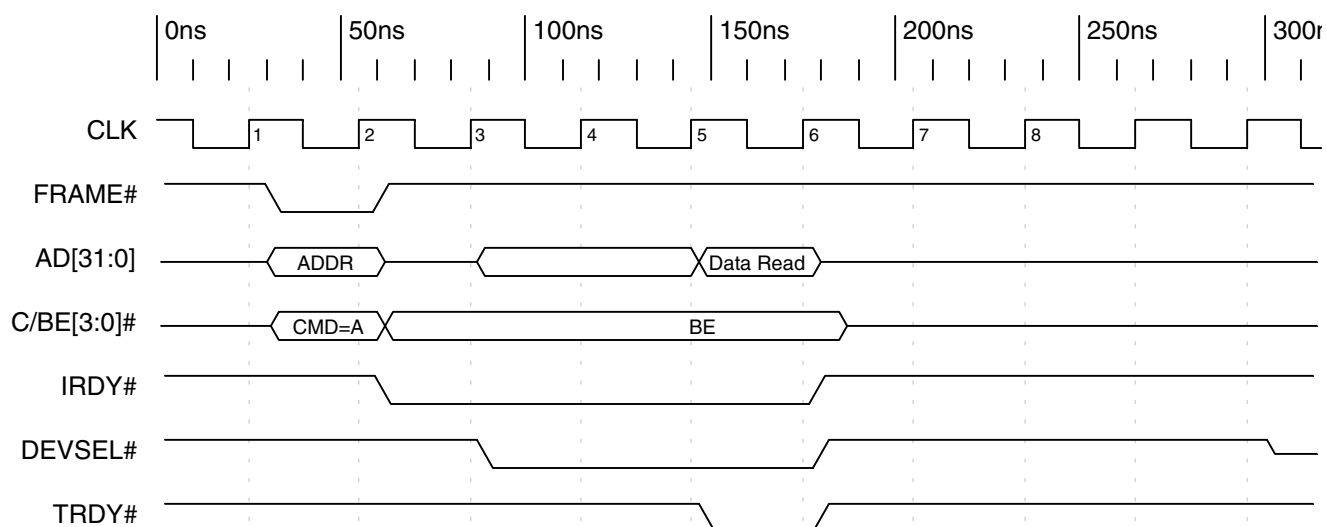 0ns 50ns 100ns 150ns 200ns 250ns
CLK 1 2 3 4 5 6 7 8
FRAME#
AD[31:0] ADDR Data Read
C/BE[3:0]# CMD=A BE
IRDY#
DEVSEL#
TRDY#